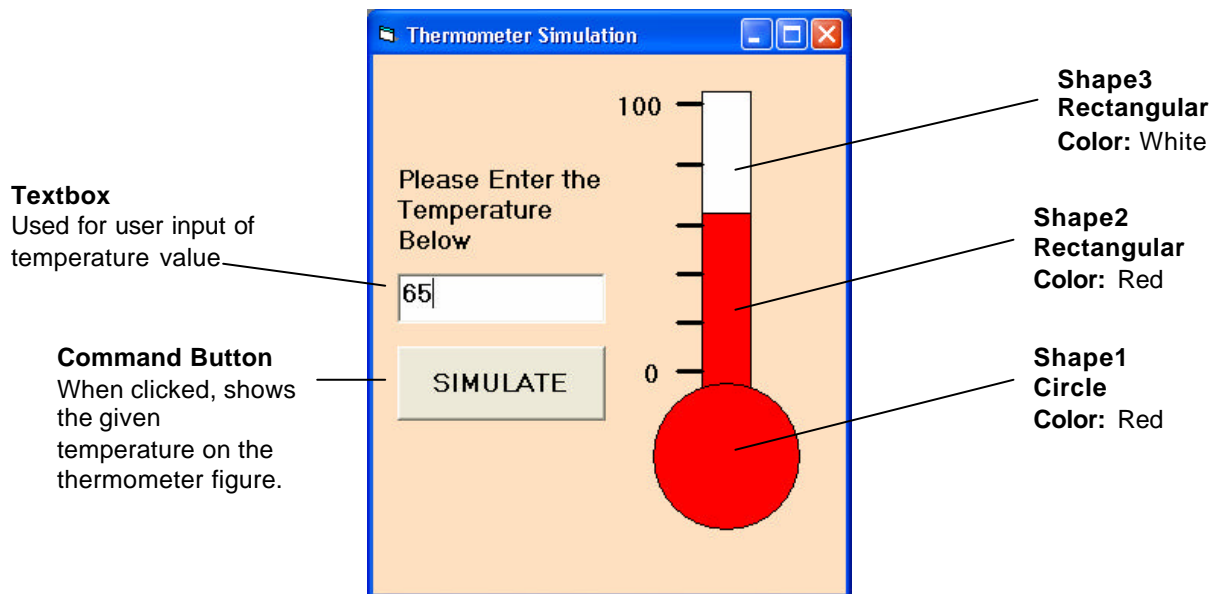 Thermometer Simulation
100
Please Enter the
Temperature
Below
65
SIMULATE
0
Textbox
Used for user input of
temperature value
Command Button
When clicked, shows
the given
temperature on the
thermometer figure.
Shape3
Rectangular
Color: White
Shape2
Rectangular
Color: Red
Shape1
Circle
Color: Red